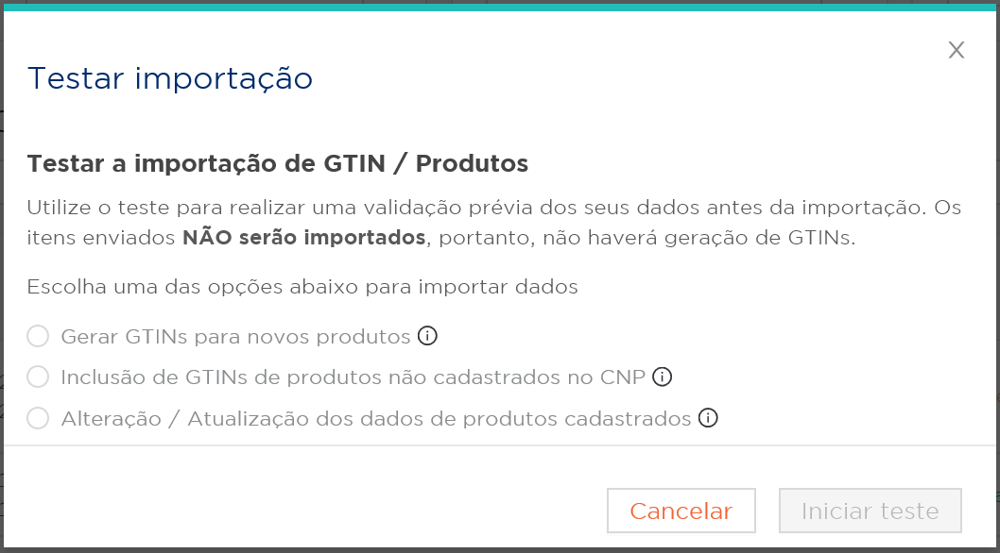 X
Testar importação
Testar a importação de GTIN / Produtos
Utilize o teste para realizar uma validação prévia dos seus dados antes da importação. Os
itens enviados NÃO serão importados, portanto, não haverá geração de GTINs.
Escolha uma das opções abaixo para importar dados
Gerar GTINs para novos produtos
Inclusão de GTINs de produtos não cadastrados no CNP
Alteração / Atualização dos dados de produtos cadastrados
Cancelar Iniciar teste